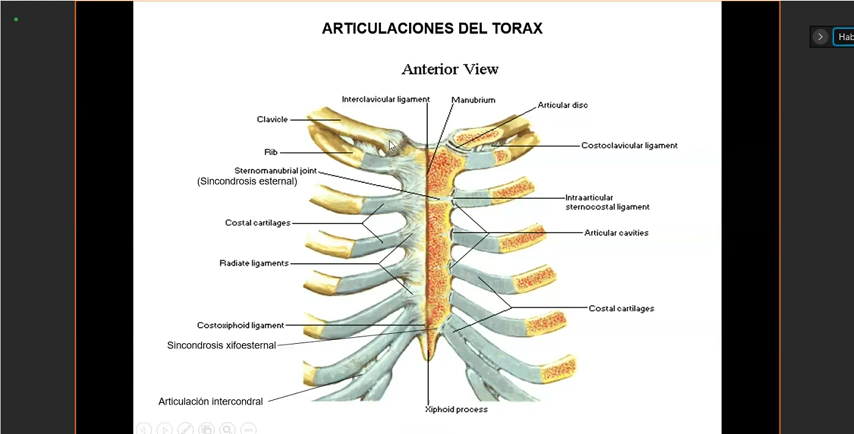 ARTICULACIONES DEL TORAX
Hab
Anterior View
Interclavicular ligament
Manubrium
Articular disc
Clavicle
Costoclavicular ligament
Rib
Sternomanubrial joint
(Sincondrosis esternal)
Intraarticular
sternocostal ligament
Costal cartilages
Articular cavities
Radiate ligaments
Costal cartilages
Costoxiphoid ligament
Sincondrosis xifoesternal
Articulación intercondral
Xiphoid process